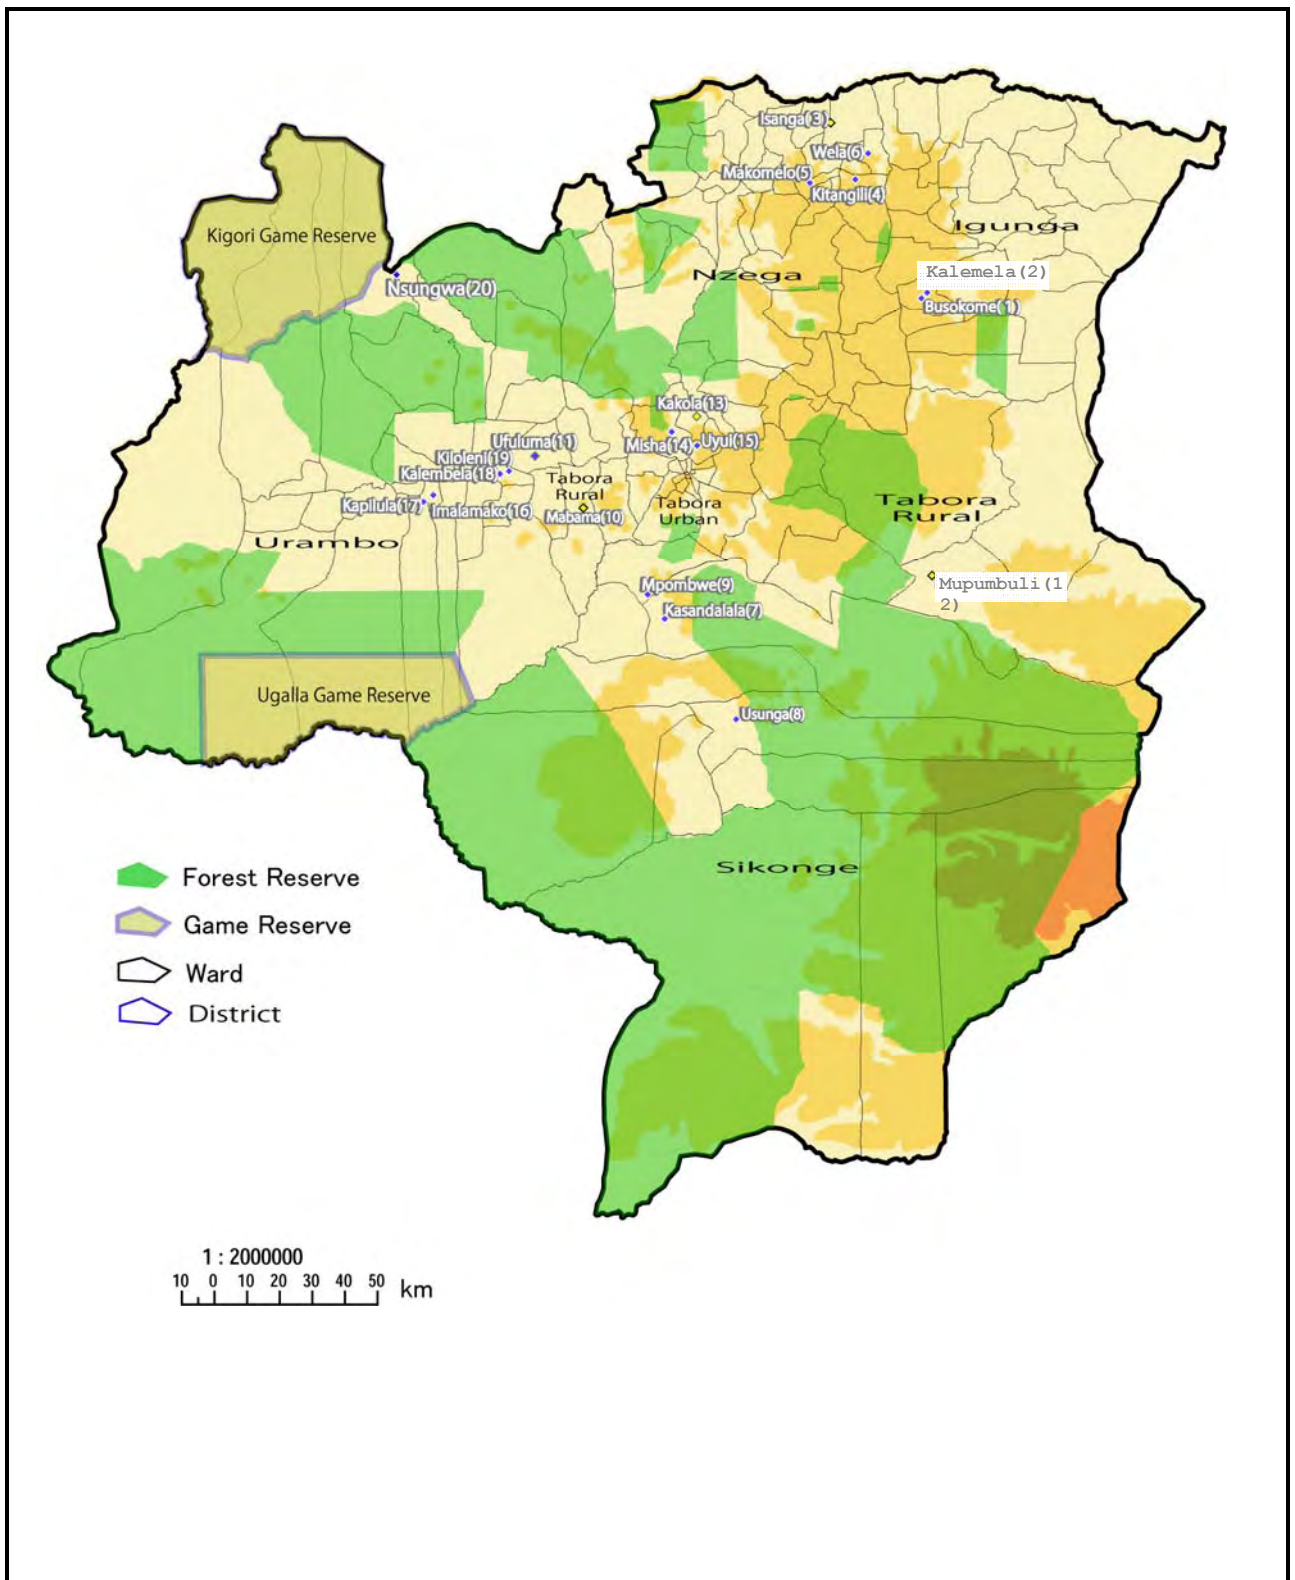 Isanga(3)
Wela(6)
Makomelo(5)
Kitangili(4)
Kigori Game Reserve
Igunga
Nsungwa(20)
Nzega
Kalemela(2)
Busokome(1)
Kakola(13)
Ufuluma(11)
Misha(14)
Uyui(15)
Kiloleni(19)
Kalembela(18)
Tabora
Rural
Kapilula(17)
Imalamako(16)
Mabama(10)
Tabora
Urban
Tabora
Rural
Urambo
Mpombwe(9)
Mupumbuli(1
2)
Kasandalala(7)
Ugalla Game Reserve
Usunga(8)
Sikonge
Forest Reserve
Game Reserve
Ward
District
1 : 2000000
10 0 10 20 30 40 50 km